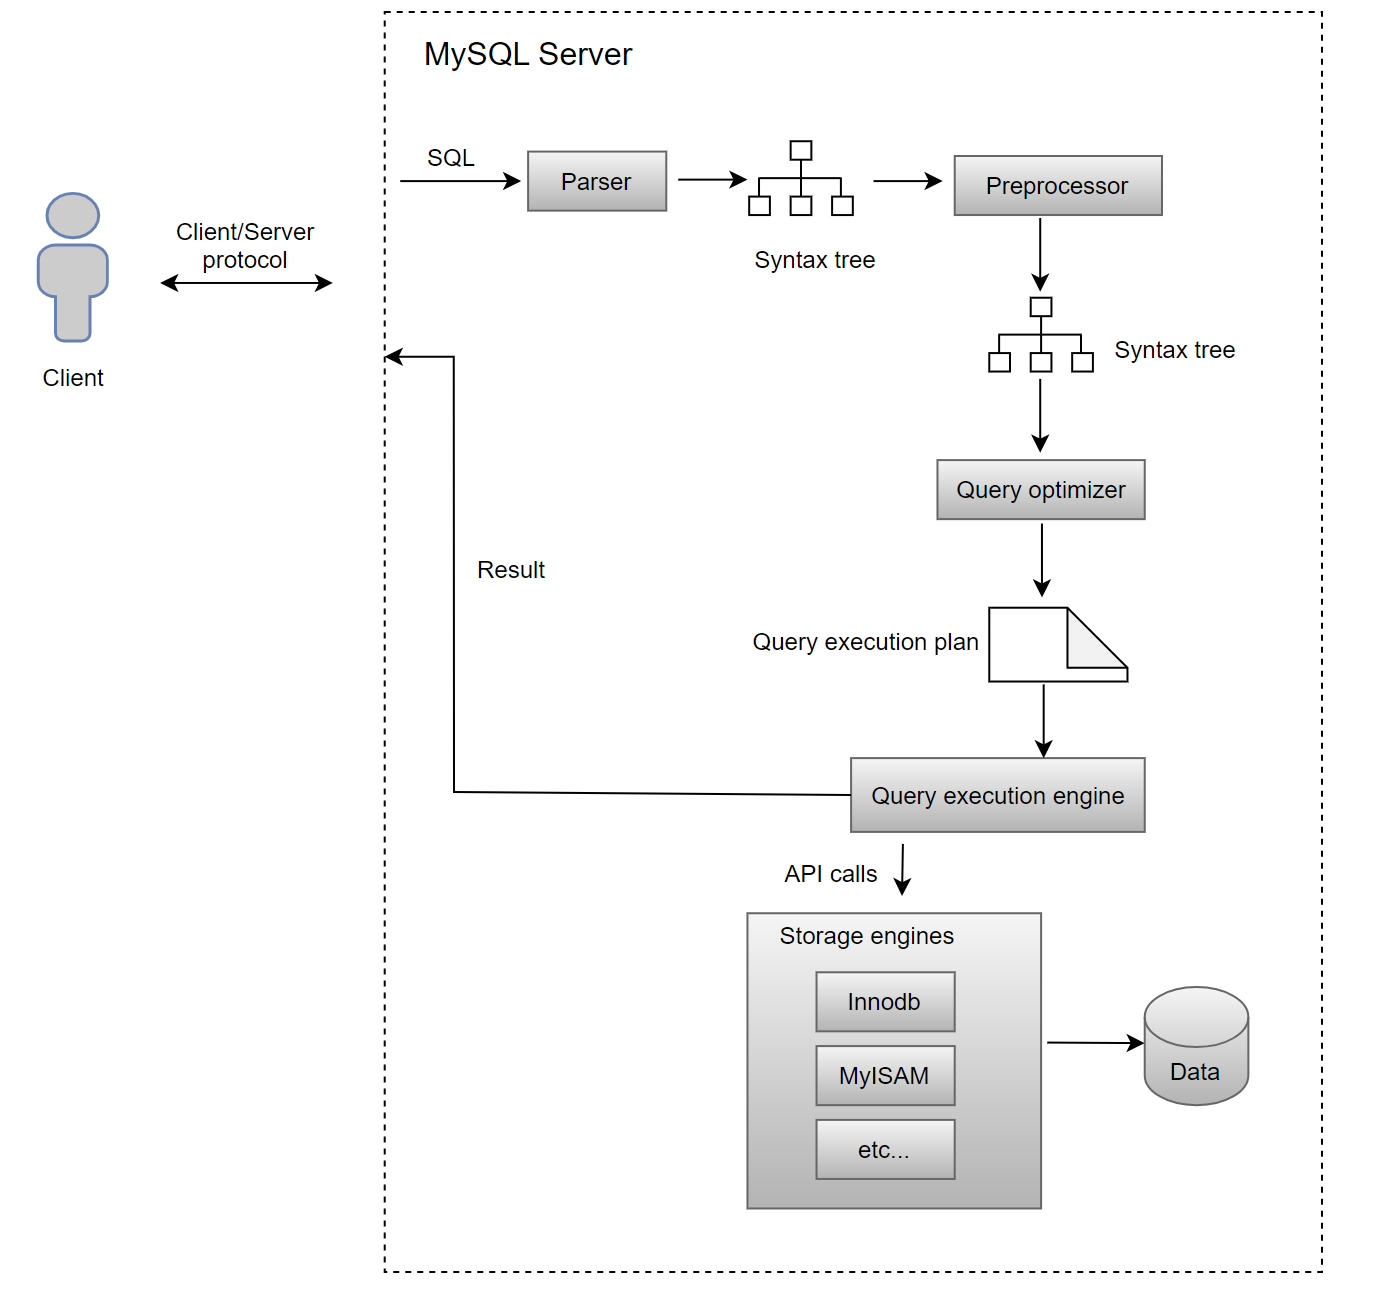 MySQL Server
SQL
Parser
Preprocessor
Client/Server
protocol
Syntax tree
Syntax tree
Client
Query optimizer
Result
Query execution plan
Query execution engine
API calls
Storage engines
Innodb
MyISAM
Data
etc...